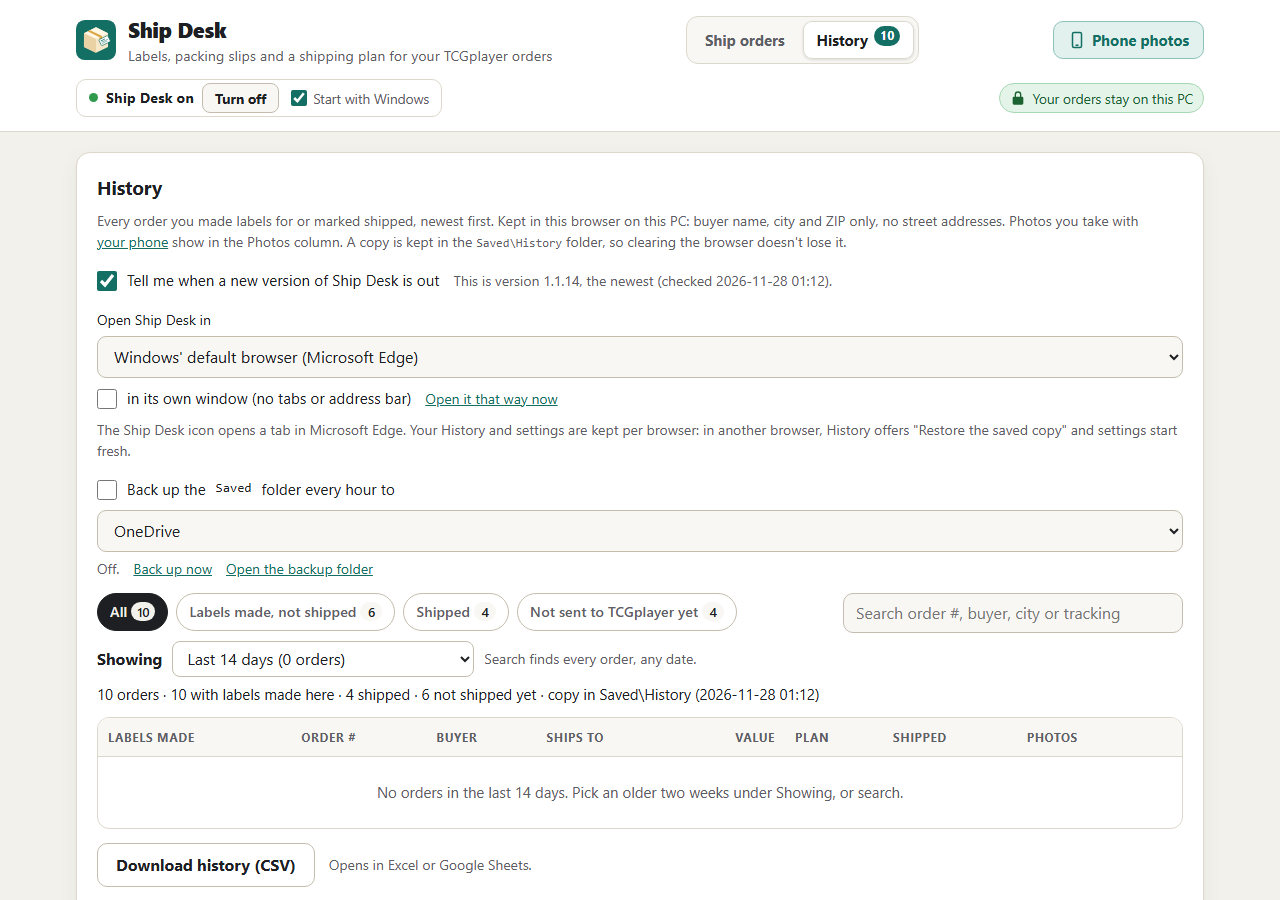 Ship Desk
Labels, packing slips and a shipping plan for your TCGplayer orders
Ship orders
History 10
Phone photos
Ship Desk on
Turn off
Start with Windows
Your orders stay on this PC
History
Every order you made labels for or marked shipped, newest first. Kept in this browser on this PC: buyer name, city and ZIP only, no street addresses. Photos you take with
your phone show in the Photos column. A copy is kept in the Saved\History folder, so clearing the browser doesn't lose it.
Tell me when a new version of Ship Desk is out This is version 1.1.14, the newest (checked 2026-11-28 01:12).
Open Ship Desk in
Windows' default browser (Microsoft Edge)
in its own window (no tabs or address bar) Open it that way now
The Ship Desk icon opens a tab in Microsoft Edge. Your History and settings are kept per browser: in another browser, History offers "Restore the saved copy" and settings start
fresh.
Back up the Saved folder every hour to
OneDrive
Off. Back up now Open the backup folder
All 10 Labels made, not shipped 6 Shipped 4 Not sent to TCGplayer yet 4 Search order #, buyer, city or tracking
Showing Last 14 days (0 orders) Search finds every order, any date.
10 orders · 10 with labels made here · 4 shipped · 6 not shipped yet · copy in Saved\History (2026-11-28 01:12)
LABELS MADE ORDER # BUYER SHIPS TO VALUE PLAN SHIPPED PHOTOS
No orders in the last 14 days. Pick an older two weeks under Showing, or search.
Download history (CSV) Opens in Excel or Google Sheets.